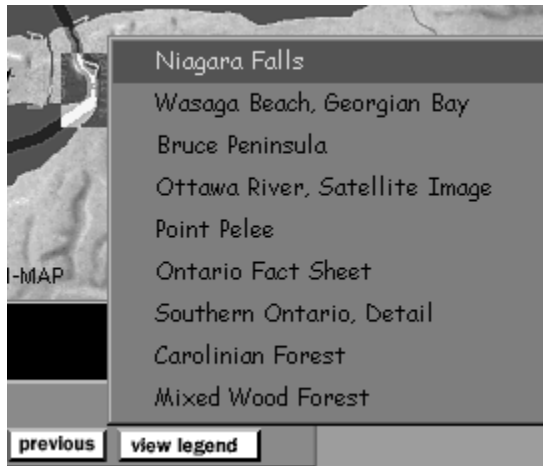 Niagara Falls
Wasaga Beach, Georgian Bay
Bruce Peninsula
Ottawa River, Satellite Image
Point Pelee
-MAP
Ontario Fact Sheet
Southern Ontario, Detail
Carolinian Forest
Mixed Wood Forest
previous
view legend